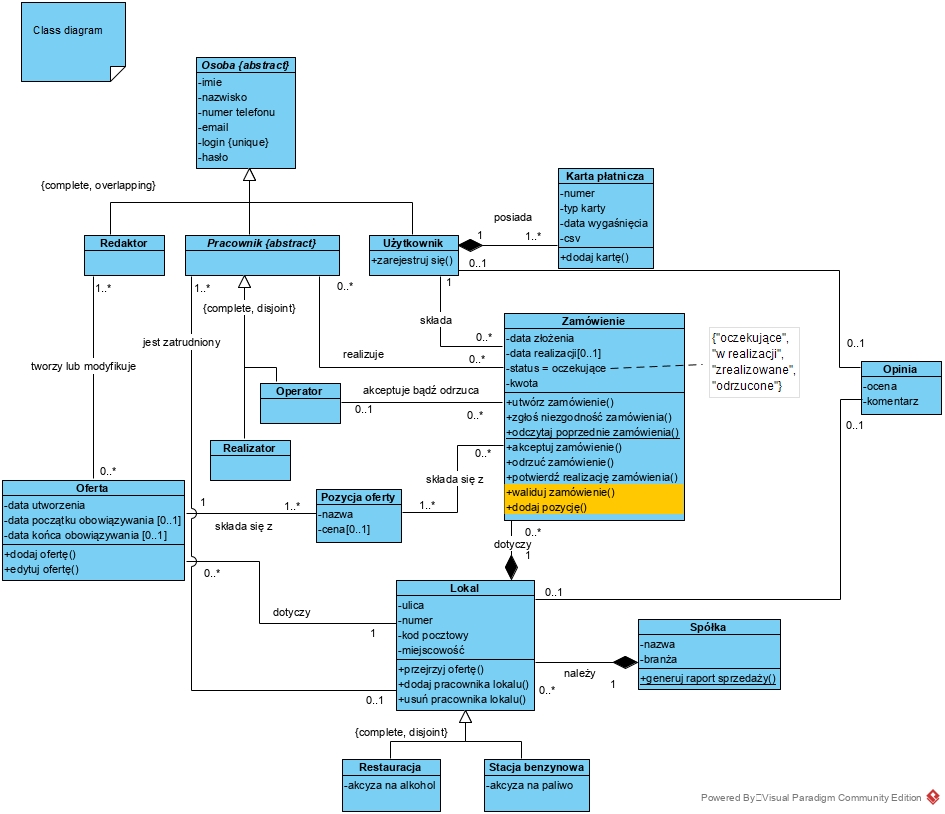 Class diagram
Osoba {abstract}
-imie
-nazwisko
-numer telefonu
-email
-login {unique}
-hasło
{complete, overlapping}
Karta płatnicza
-numer
-typ karty
-data wygaśnięcia
-csv
+dodaj kartę()
posiada
1
1..*
Redaktor
Pracownik {abstract}
Użytkownik
+zarejestruj się()
0..1
1..*
1..*
0..*
1
{complete, disjoint}
składa
jest zatrudniony
realizuje
0..*
0..*
tworzy lub modyfikuje
Zamówienie
-data złożenia
-data realizacji[0..1]
-status = oczekujące
-kwota
+utwórz zamówienie()
+zgłoś niezgodność zamówienia()
+odczytaj poprzednie zamówienia()
+akceptuj zamówienie()
+odrzuć zamówienie()
+potwierdź realizację zamówienia()
+waliduj zamówienie()
+dodaj pozycję()
{"oczekujące",
"w realizacji",
"zrealizowane",
"odrzucone"}
0..1
Opinia
-ocena
-komentarz
0..1
Operator
akceptuje bądź odrzuca
0..1
0..*
Realizator
0..*
składa się z
1..*
0..*
Oferta
-data utworzenia
-data początku obowiązywania [0..1]
-data końca obowiązywania [0..1]
+dodaj ofertę()
+edytuj ofertę()
1
1..*
składa się z
Pozycja oferty
-nazwa
-cena[0..1]
0..*
dotyczy
1
0..*
dotyczy
1
0..1
Lokal
-ulica
-numer
-kod pocztowy
-miejscowość
+przejrzyj ofertę()
+dodaj pracownika lokalu()
+usuń pracownika lokalu()
0..1
należy
0..*
1
Spółka
-nazwa
-branża
+generuj raport sprzedaży()
{complete, disjoint}
Restauracja
-akcyza na alkohol
Stacja benzynowa
-akcyza na paliwo
Powered By Visual Paradigm Community Edition